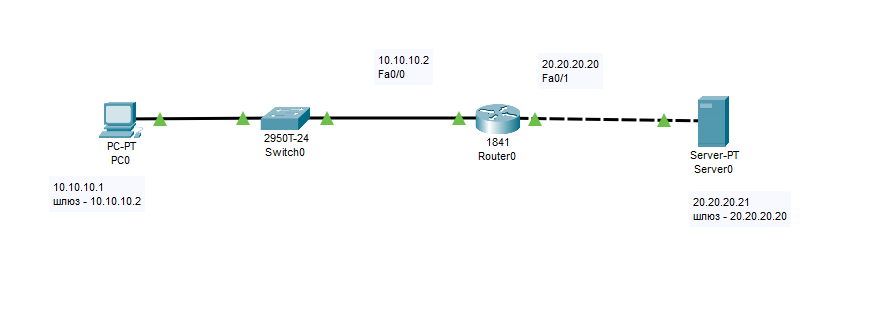 10.10.10.2
Fa0/0
20.20.20.20
Fa0/1
PC-PT
PC0
2950T-24
Switch0
1841
Router0
Server-PT
Server0
10.10.10.1
шлюз - 10.10.10.2
20.20.20.21
шлюз - 20.20.20.20